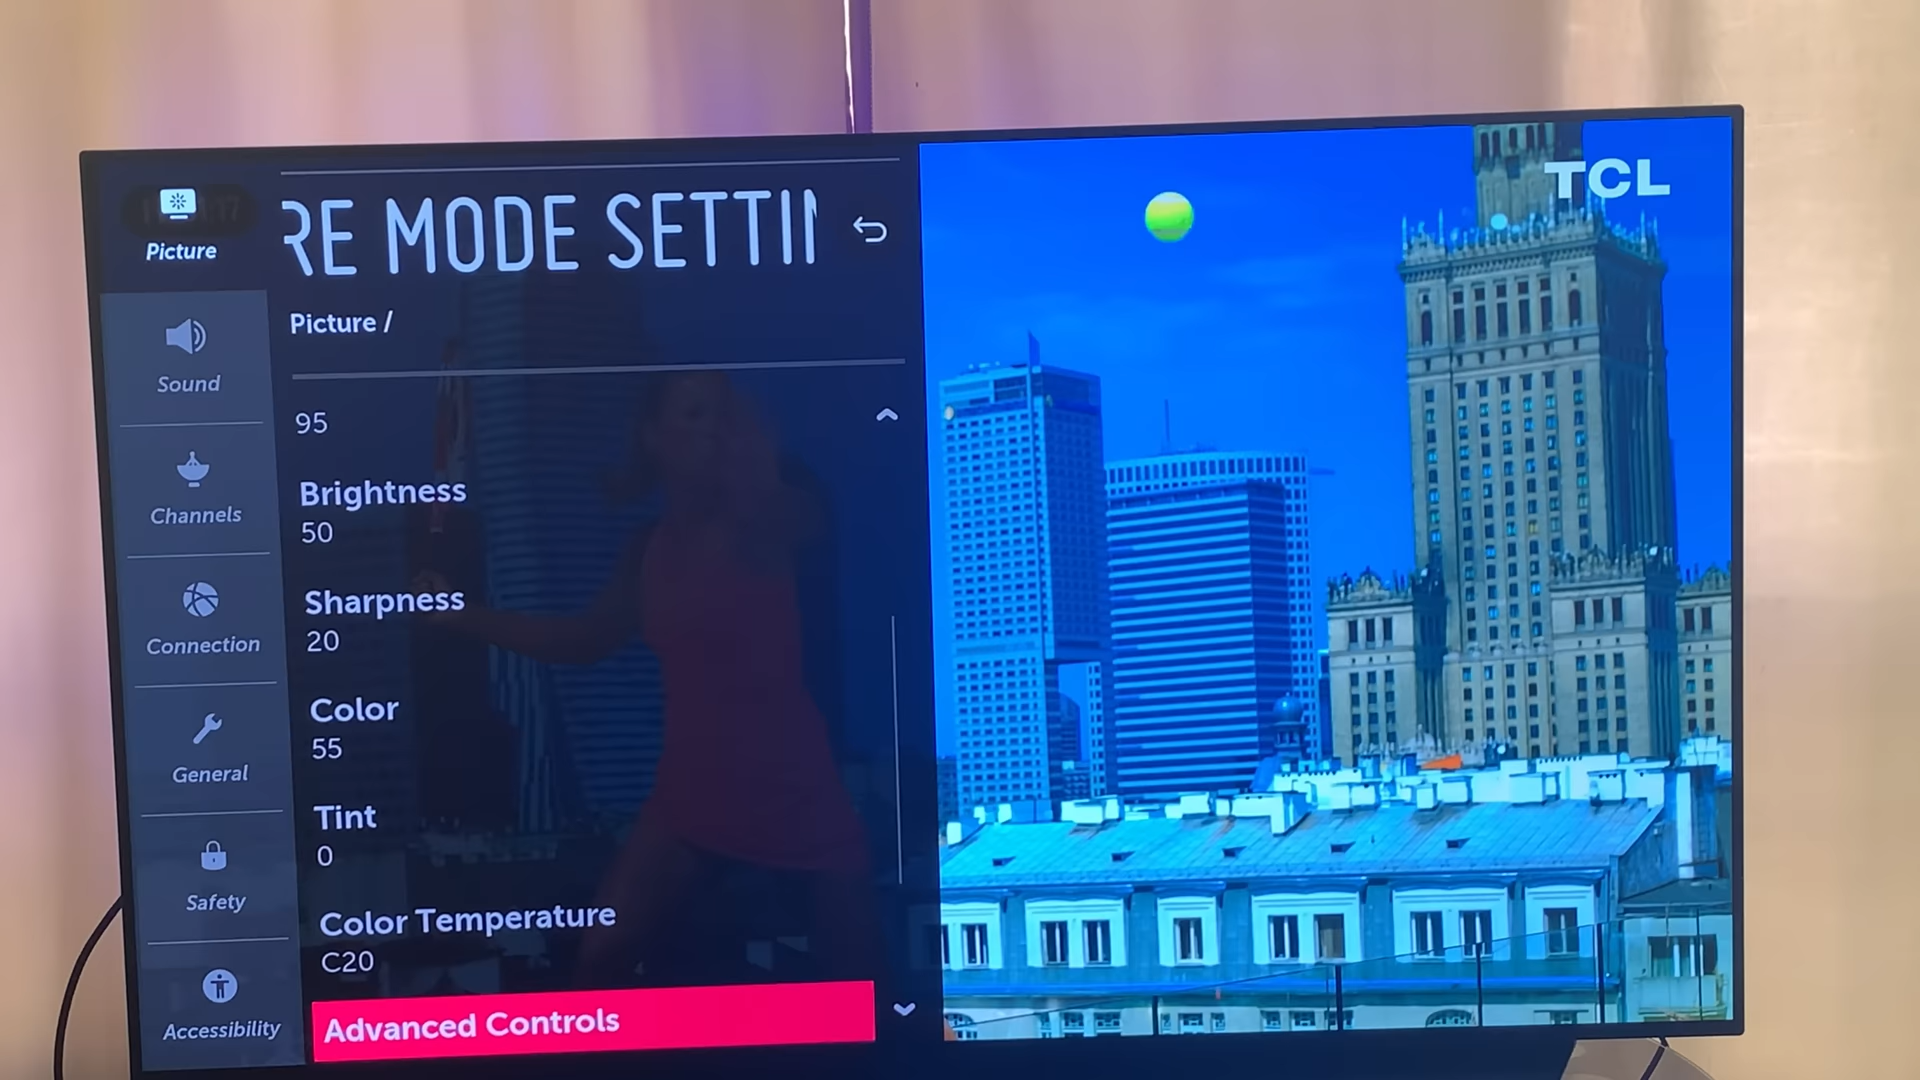 RE MODE SETTIN
Picture /
95
Brightness
50
Sharpness
20
Color
55
Tint
0
Color Temperature
C20
Advanced Controls
Picture
Sound
Channels
Connection
General
Safety
Accessibility
TCL